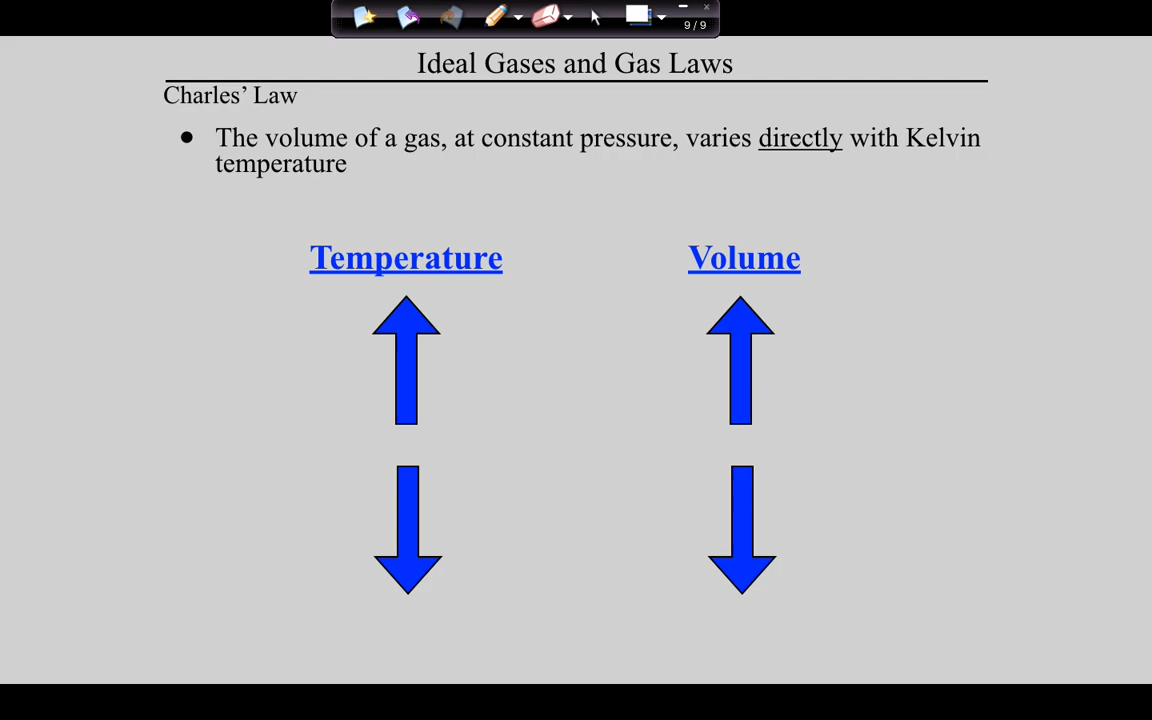 9 / 9
Ideal Gases and Gas Laws
Charles’ Law
● The volume of a gas, at constant pressure, varies directly with Kelvin
temperature
Temperature Volume